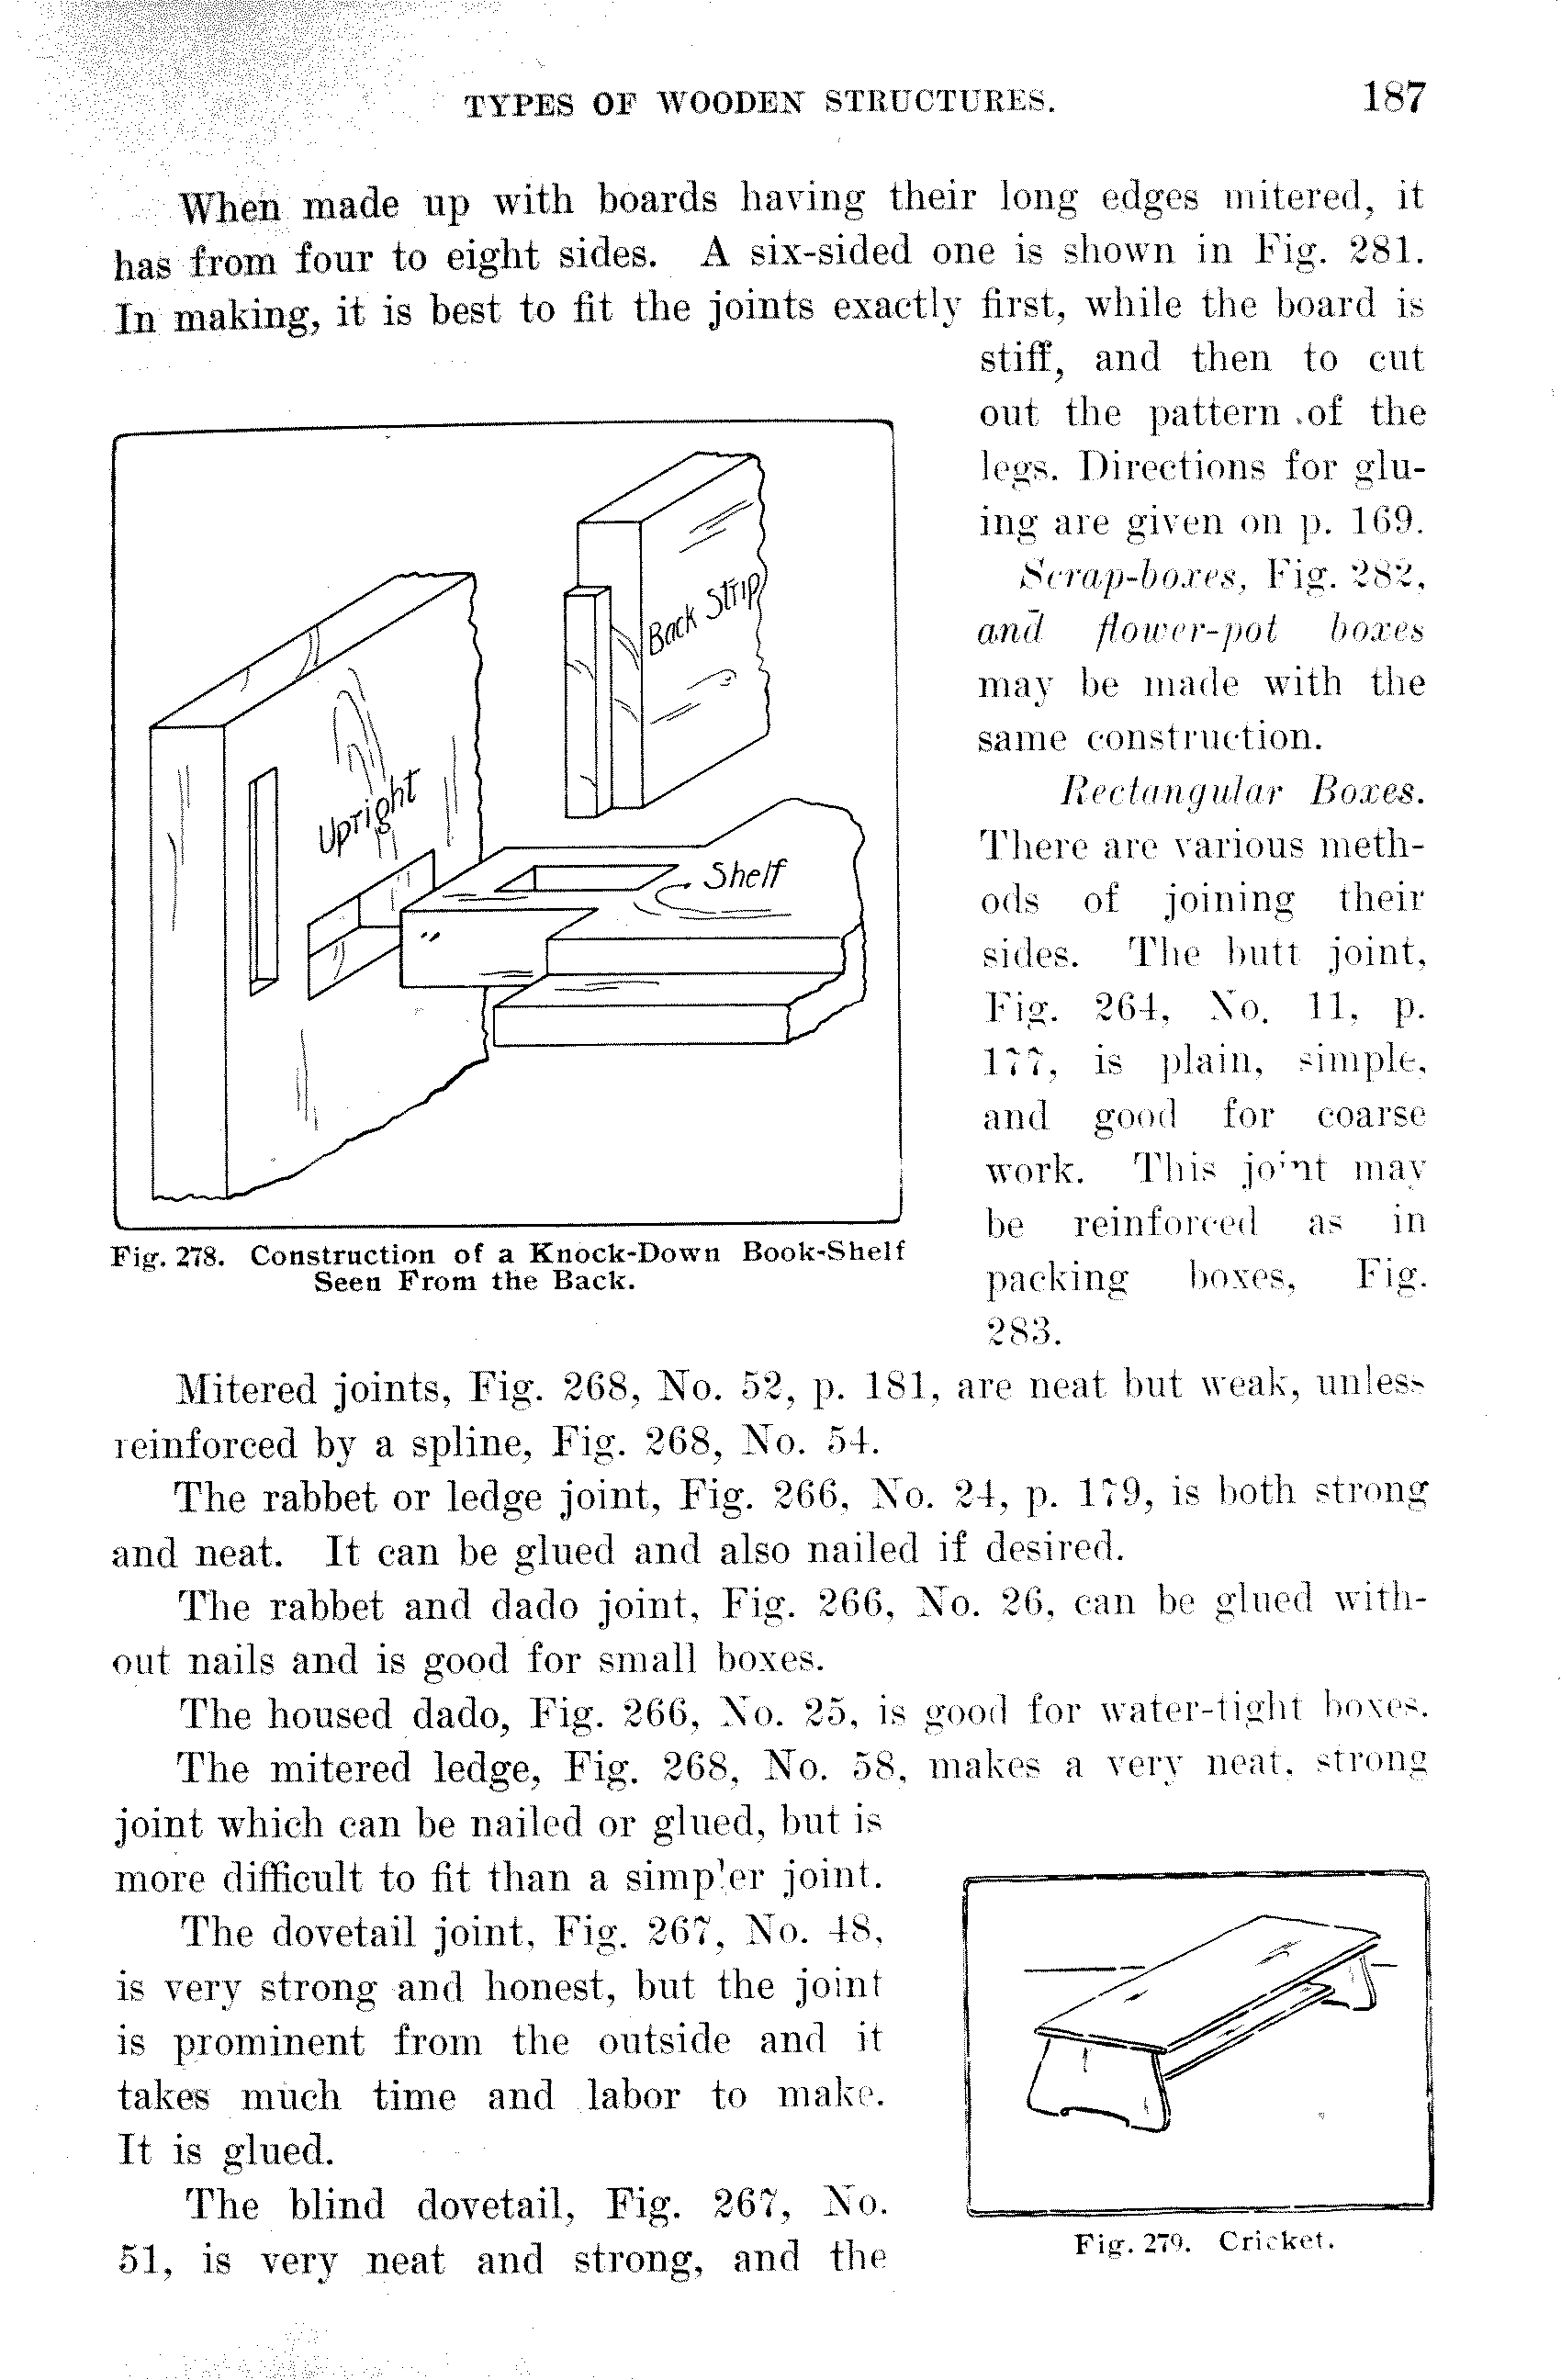 TYPES OF WOODEN STRUCTURES. 187
When made up with boards having their long edges mitered, it
has from four to eight sides. A six-sided one is shown in Fig. 281.
In making, it is best to fit the joints exactly first, while the board is
stiff, and then to cut
out the pattern of the
legs. Directions for glu-
ing are given on p. 169.
Scrap-boxes, Fig. 282,
and flower-pot boxes
may be made with the
same construction.
Rectangular Boxes.
There are various meth-
ods of joining their
sides. The butt joint,
Fig. 264, No. 11, p.
177, is plain, simple,
and good for coarse
work. This joint may
be reinforced as in
packing boxes, Fig.
283.
Back Strip
Upright
Shelf
Fig. 278. Construction of a Knock-Down Book-Shelf
Seen From the Back.
Mitered joints, Fig. 268, No. 52, p. 181, are neat but weak, unless
reinforced by a spline, Fig. 268, No. 54.
The rabbet or ledge joint, Fig. 266, No. 24, p. 179, is both strong
and neat. It can be glued and also nailed if desired.
The rabbet and dado joint, Fig. 266, No. 26, can be glued with-
out nails and is good for small boxes.
The housed dado, Fig. 266, No. 25, is good for water-tight boxes.
The mitered ledge, Fig. 268, No. 58, makes a very neat, strong
joint which can be nailed or glued, but is
more difficult to fit than a simpler joint.
The dovetail joint, Fig. 267, No. 48,
is very strong and honest, but the joint
is prominent from the outside and it
takes much time and labor to make.
It is glued.
The blind dovetail, Fig. 267, No.
51, is very neat and strong, and the
Fig. 279. Cricket.